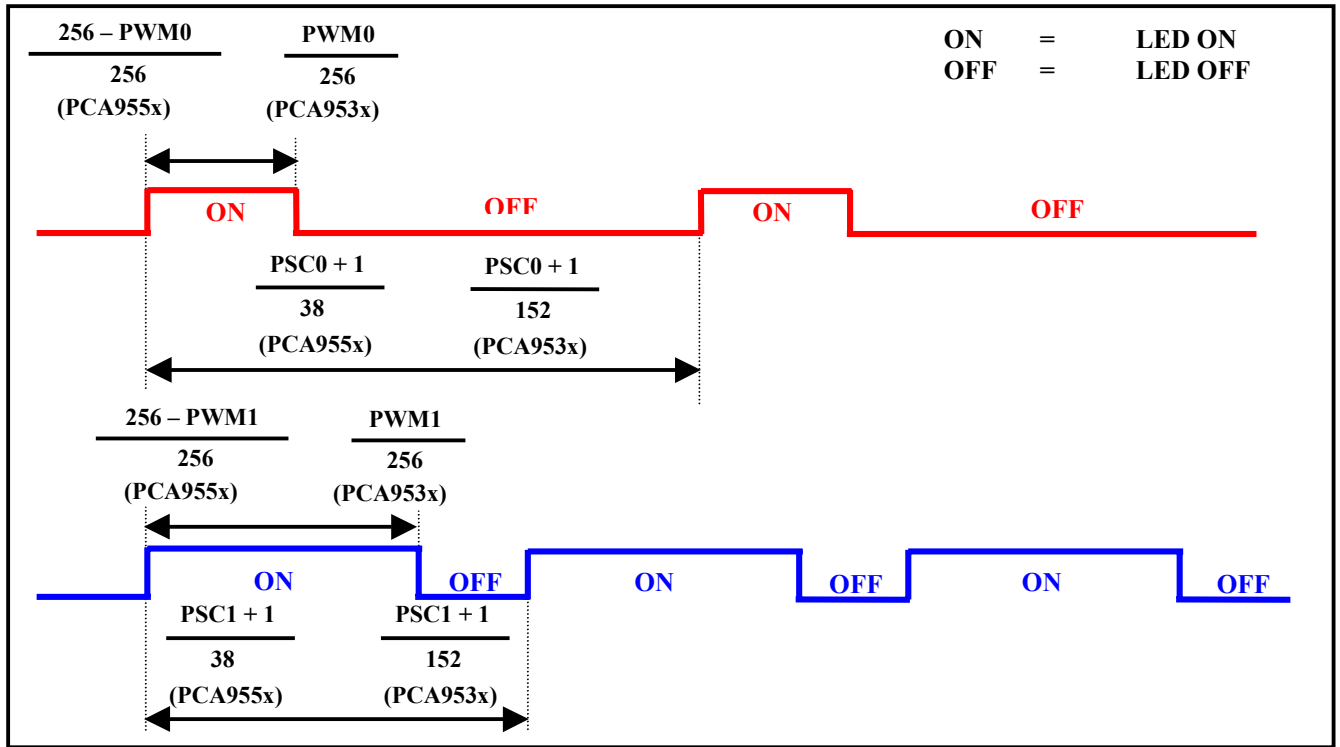 256 – PWM0
256
(PCA955x)
PWM0
256
(PCA953x)
ON = LED ON
OFF = LED OFF
ON
OFF
ON
OFF
PSC0 + 1
38
(PCA955x)
PSC0 + 1
152
(PCA953x)
256 – PWM1
256
(PCA955x)
PWM1
256
(PCA953x)
ON
OFF
ON
OFF
ON
OFF
PSC1 + 1
38
(PCA955x)
PSC1 + 1
152
(PCA953x)